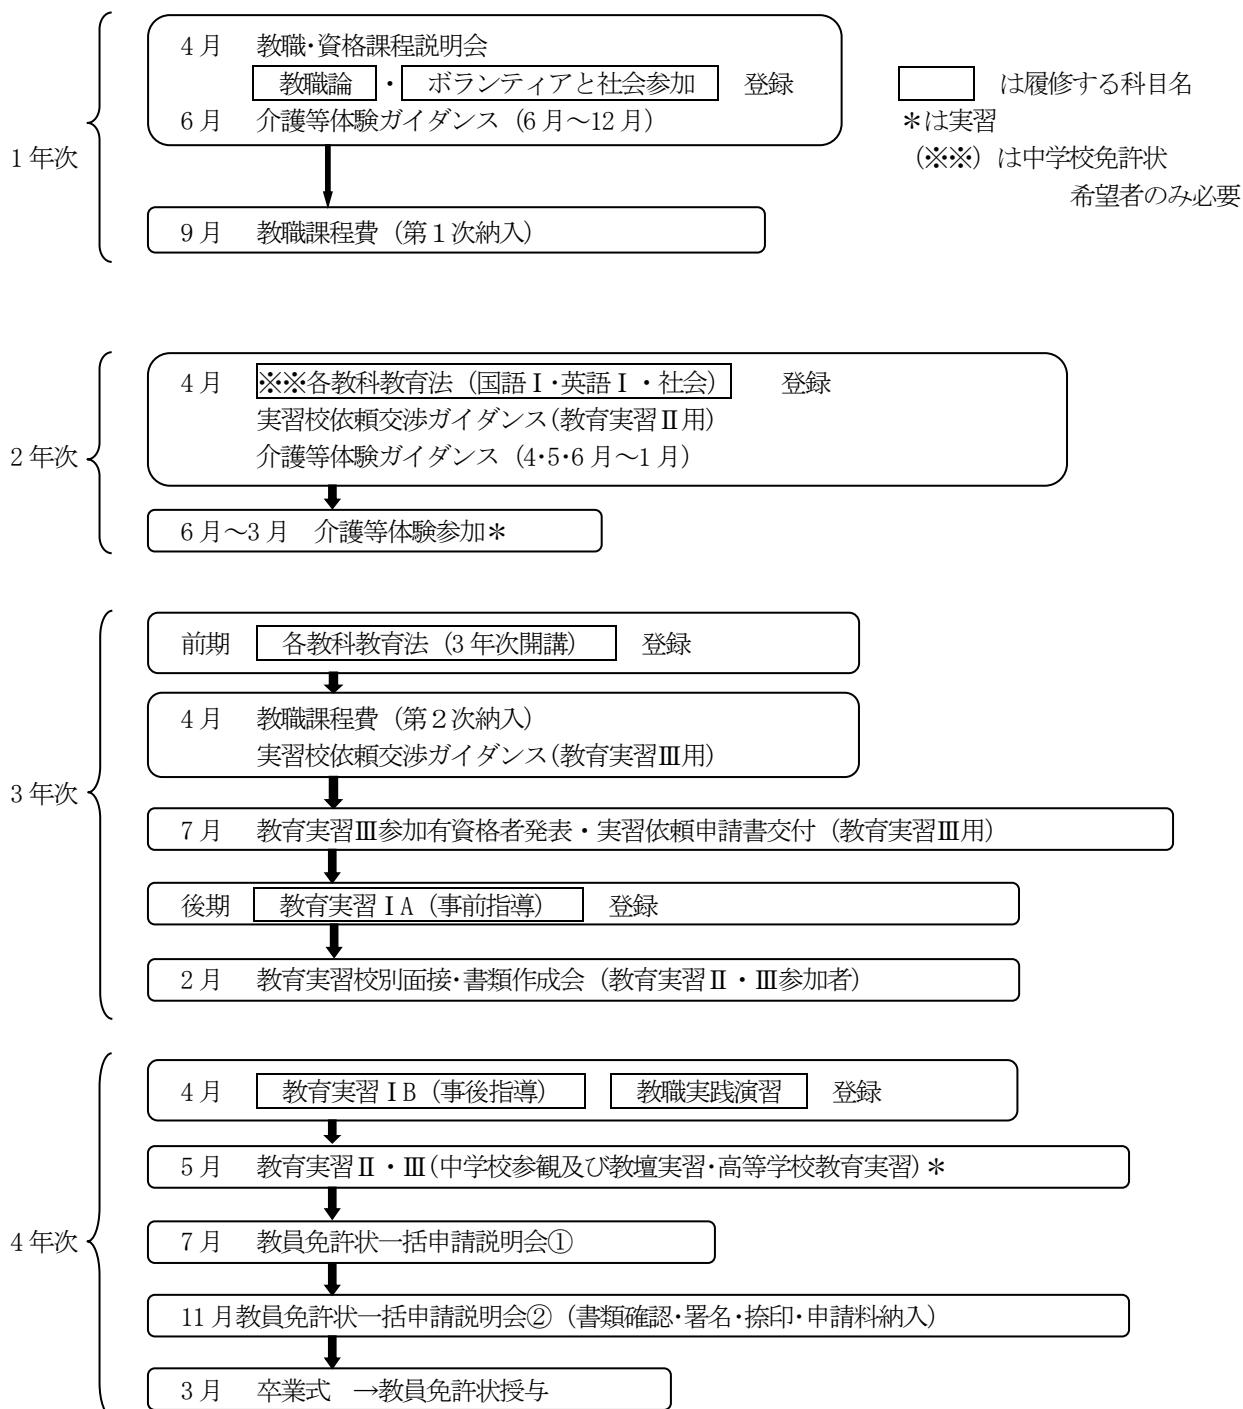 1年次
4月 教職・資格課程説明会
教職論 ・ ボランティアと社会参加 登録
6月 介護等体験ガイダンス（6月～12月）
9月 教職課程費（第１次納入）
は履修する科目名
＊は実習
（※※）は中学校免許状
希望者のみ必要
2年次
4月 ※※各教科教育法（国語Ⅰ・英語Ⅰ・社会） 登録
実習校依頼交渉ガイダンス(教育実習Ⅱ用)
介護等体験ガイダンス（4･5･6月～1月）
6月～3月 介護等体験参加＊
3年次
前期 各教科教育法（3年次開講） 登録
4月 教職課程費（第２次納入）
実習校依頼交渉ガイダンス(教育実習Ⅲ用)
7月 教育実習Ⅲ参加有資格者発表・実習依頼申請書交付（教育実習Ⅲ用）
後期 教育実習ⅠA（事前指導） 登録
2月 教育実習校別面接･書類作成会（教育実習Ⅱ・Ⅲ参加者）
4年次
4月 教育実習ⅠB（事後指導） 教職実践演習 登録
5月 教育実習Ⅱ・Ⅲ(中学校参観及び教壇実習･高等学校教育実習)＊
7月 教員免許状一括申請説明会①
11月教員免許状一括申請説明会②（書類確認･署名･捺印･申請料納入）
3月 卒業式 →教員免許状授与